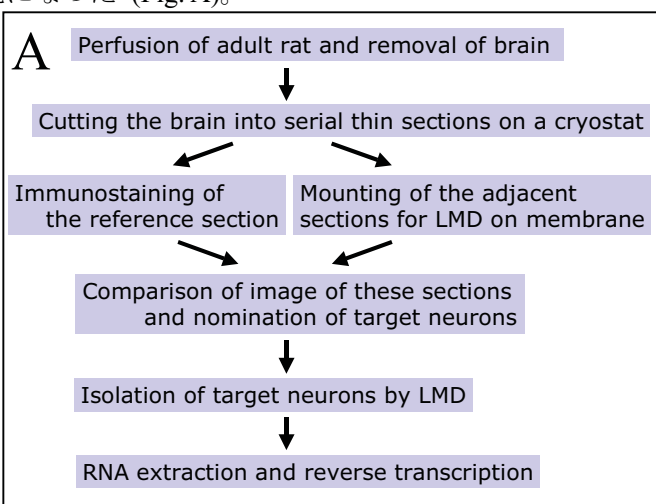 (Fig. A)。
A
Perfusion of adult rat and removal of brain
Cutting the brain into serial thin sections on a cryostat
Immunostaining of
the reference section
Mounting of the adjacent
sections for LMD on membrane
Comparison of image of these sections
and nomination of target neurons
Isolation of target neurons by LMD
RNA extraction and reverse transcription